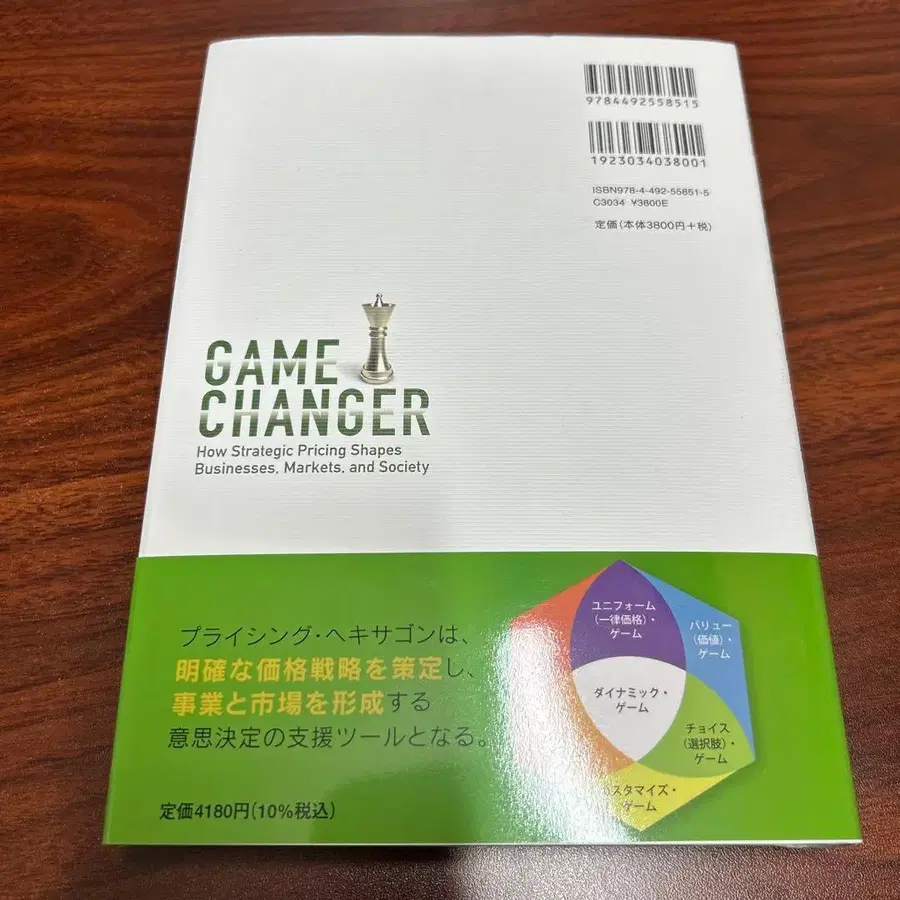 9784492558515
1923034038001
ISBN978-4-492-55851-5
C3034 ¥3800E
定価(本体3800円+税)
GAME
CHANGER
How Strategic Pricing Shapes
Businesses, Markets, and Society
プライシング・ヘキサゴンは、
明確な価格戦略を策定し、
事業と市場を形成する
意思決定の支援ツールとなる。
定価4180円(10%税込)
ユニフォーム
(一律価格)・
ゲーム
バリュー
(価値)・
ゲーム
ダイナミック・
ゲーム
チョイス
(選択肢)・
ゲーム
スタマイズ・
ゲーム